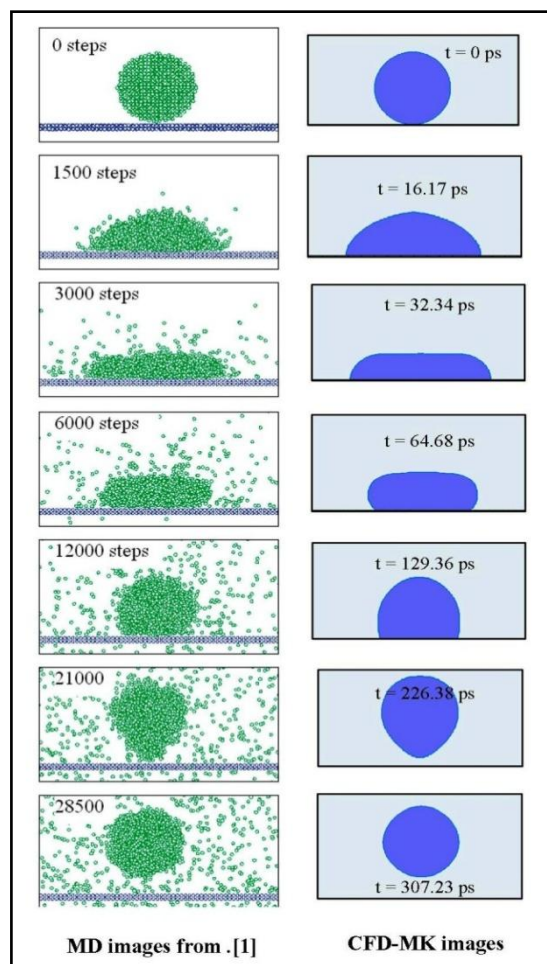 0 steps
t = 0 ps
1500 steps
t = 16.17 ps
3000 steps
t = 32.34 ps
6000 steps
t = 64.68 ps
12000 steps
t = 129.36 ps
21000
t = 226.38 ps
28500
t = 307.23 ps
MD images from .[1]
CFD-MK images